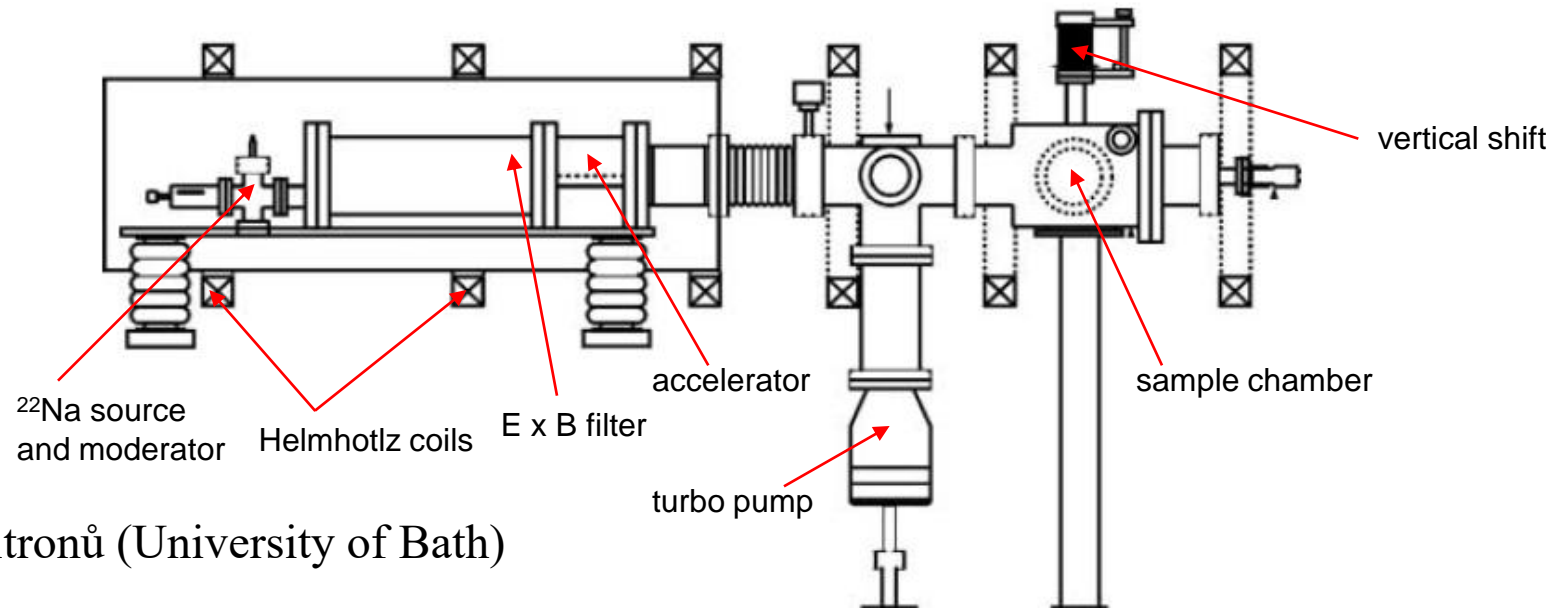 vertical shift
accelerator
sample chamber
²²Na source
and moderator
Helmhotlz coils
E x B filter
turbo pump
tronů (University of Bath)